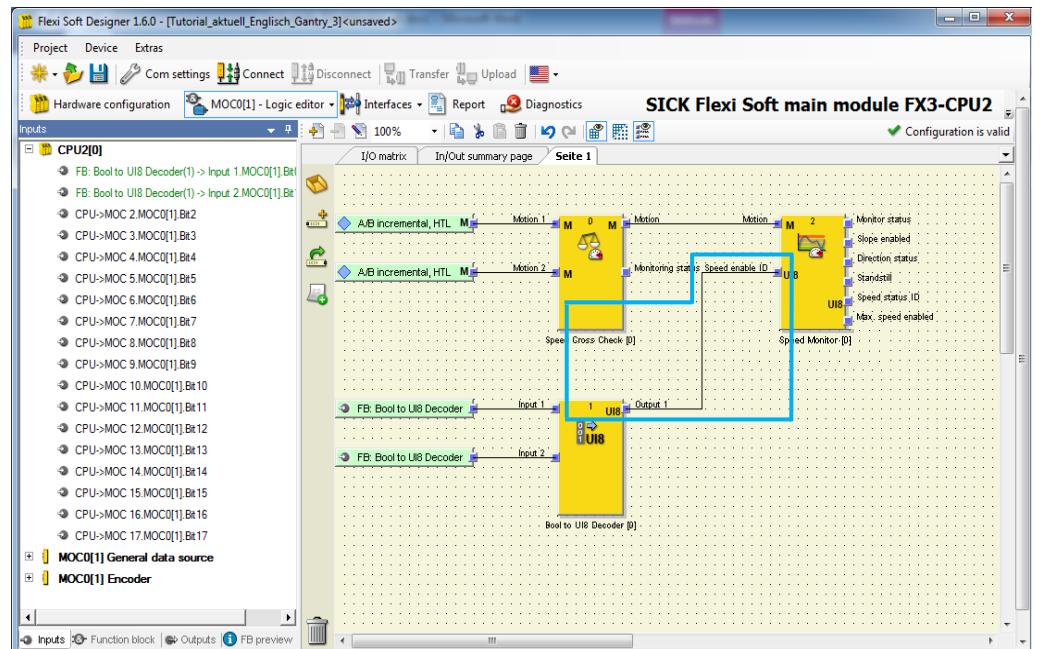 Flexi Soft Designer 1.6.0 - [Tutorial_aktuell_Englisch_Gantry_3]<unsaved>
Project Device Extras
Com settings Connect Disconnect Transfer Upload
Hardware configuration MOC0[1] - Logic editor Interfaces Report Diagnostics SICK Flexi Soft main module FX3-CPU2
Inputs 100% Configuration is valid
CPU2[0]
FB: Bool to UI8 Decoder(1) -> Input 1.MOC0[1].Bit
FB: Bool to UI8 Decoder(1) -> Input 2.MOC0[1].Bit
CPU->MOC 2.MOC0[1].Bit2
CPU->MOC 3.MOC0[1].Bit3
CPU->MOC 4.MOC0[1].Bit4
CPU->MOC 5.MOC0[1].Bit5
CPU->MOC 6.MOC0[1].Bit6
CPU->MOC 7.MOC0[1].Bit7
CPU->MOC 8.MOC0[1].Bit8
CPU->MOC 9.MOC0[1].Bit9
CPU->MOC 10.MOC0[1].Bit10
CPU->MOC 11.MOC0[1].Bit11
CPU->MOC 12.MOC0[1].Bit12
CPU->MOC 13.MOC0[1].Bit13
CPU->MOC 14.MOC0[1].Bit14
CPU->MOC 15.MOC0[1].Bit15
CPU->MOC 16.MOC0[1].Bit16
CPU->MOC 17.MOC0[1].Bit17
MOC0[1] General data source
MOC0[1] Encoder
Inputs Function block Outputs FB preview
I/O matrix In/Out summary page Seite 1
A/B incremental, HTL M Motion 1 M 0 M Motion Motion M 2 Monitor status
Slope enabled
Direction status
A/B incremental, HTL M Motion 2 M Monitoring status Speed enable ID UI8 Standstill
UI8 Speed status ID
Max. speed enabled
Speed Cross Check [0] Speed Monitor [0]
FB: Bool to UI8 Decoder Input 1 1 UI8 Output 1
UI8
FB: Bool to UI8 Decoder Input 2
Bool to UI8 Decoder [0]